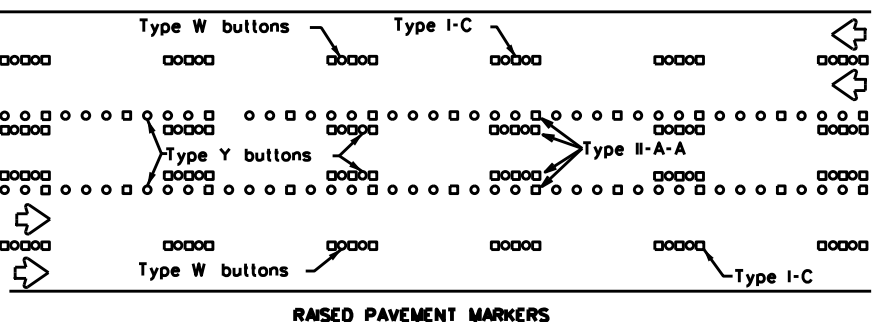 Type W buttons
Type I-C
Type Y buttons
Type II-A-A
Type W buttons
Type I-C
RAISED PAVEMENT MARKERS